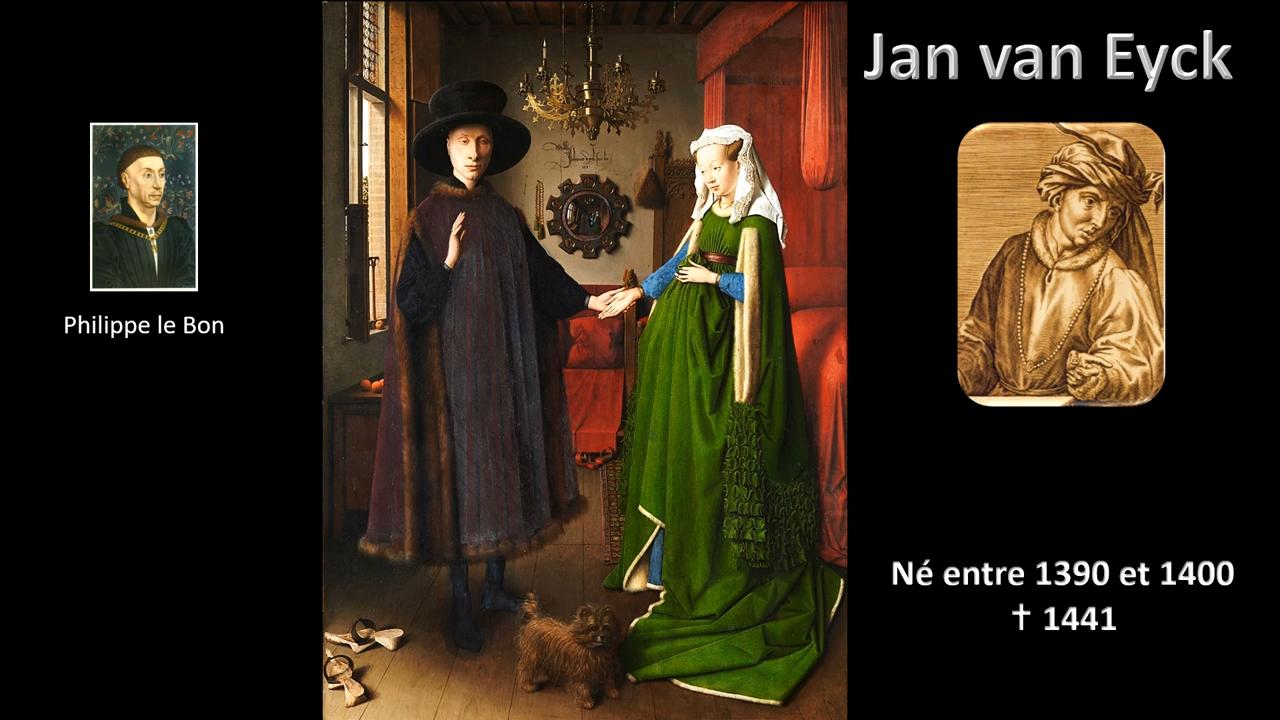 Jan van Eyck
Philippe le Bon
Né entre 1390 et 1400
† 1441